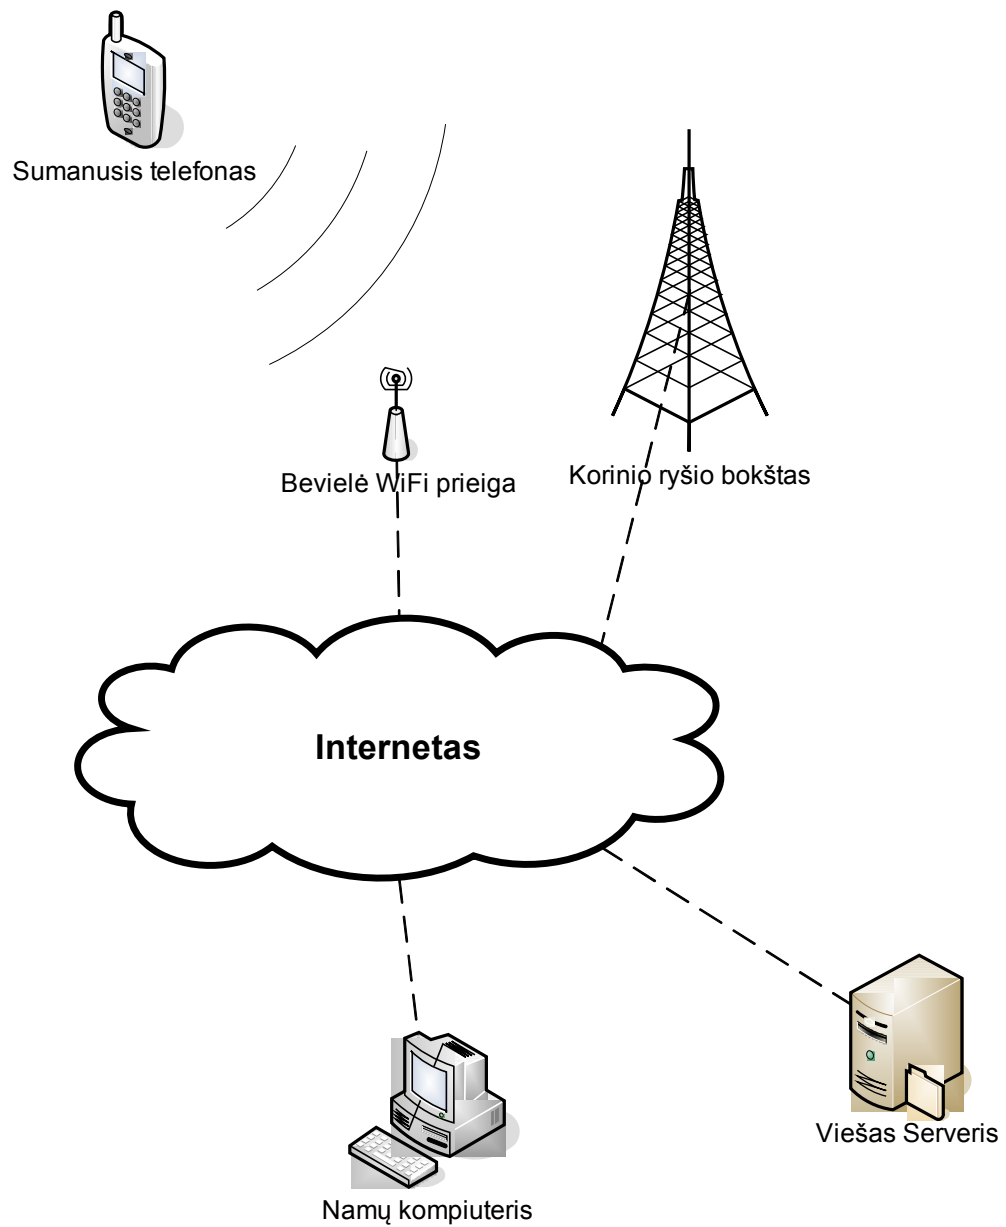 Sumanusis telefonas
Bevielė WiFi prieiga
Korinio ryšio bokštas
Internetas
Viešas Serveris
Namų kompiuteris